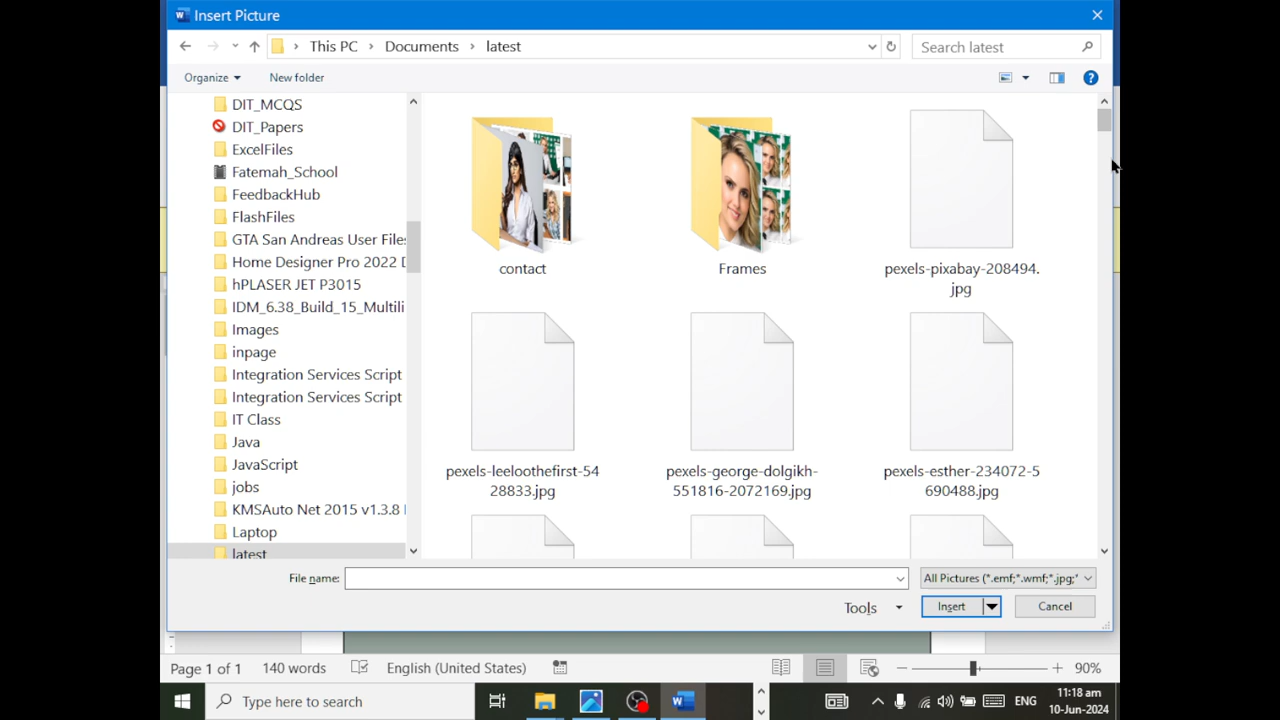 Insert Picture
This PC > Documents > latest
Search latest
Organize
New folder
DIT_MCQS
DIT_Papers
ExcelFiles
Fatemah_School
FeedbackHub
FlashFiles
GTA San Andreas User Files
Home Designer Pro 2022
hPLASER JET P3015
IDM_6.38_Build_15_Multili
Images
inpage
Integration Services Script
Integration Services Script
IT Class
Java
JavaScript
jobs
KMSAuto Net 2015 v1.3.8
Laptop
latest
contact
Frames
pexels-pixabay-208494.
jpg
pexels-leeloothefirst-54
28833.jpg
pexels-george-dolgikh-
551816-2072169.jpg
pexels-esther-234072-5
690488.jpg
File name:
All Pictures (*.emf;*.wmf;*.jpg;*
Tools
Insert
Cancel
Page 1 of 1
140 words
English (United States)
90%
Type here to search
ENG
11:18 am
10-Jun-2024